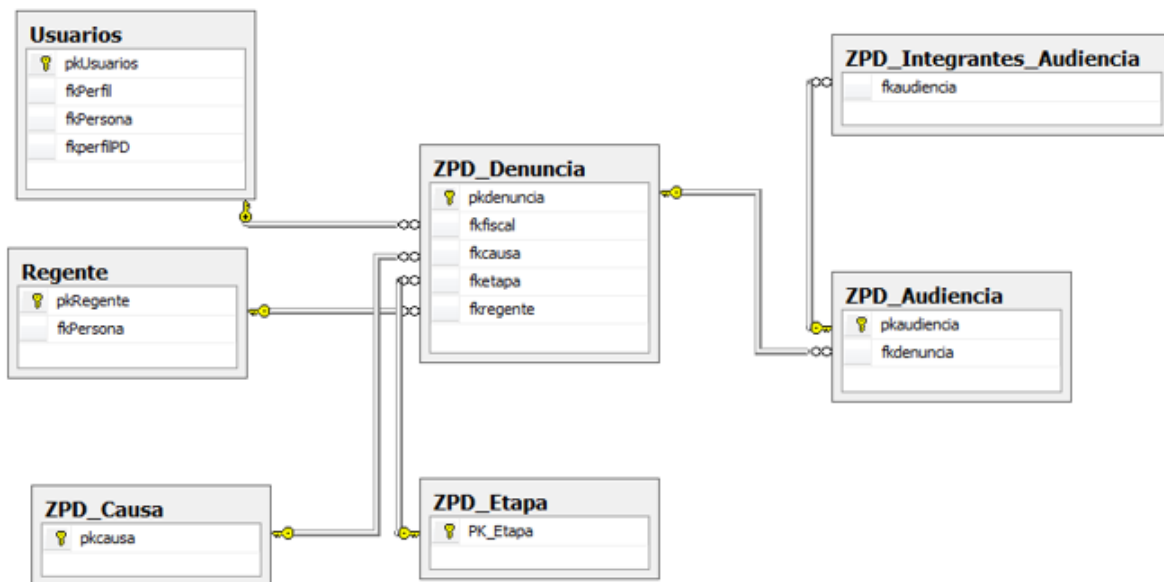 Usuarios
pkUsuarios
fkPerfil
fkPersona
fkperfilPD
Regente
pkRegente
fkPersona
ZPD_Causa
pkcausa
ZPD_Denuncia
pkdenuncia
fkfiscal
fkcausa
fketapa
fkregente
ZPD_Etapa
PK_Etapa
ZPD_Integrantes_Audiencia
fkaudiencia
ZPD_Audiencia
pkaudiencia
fkdenuncia